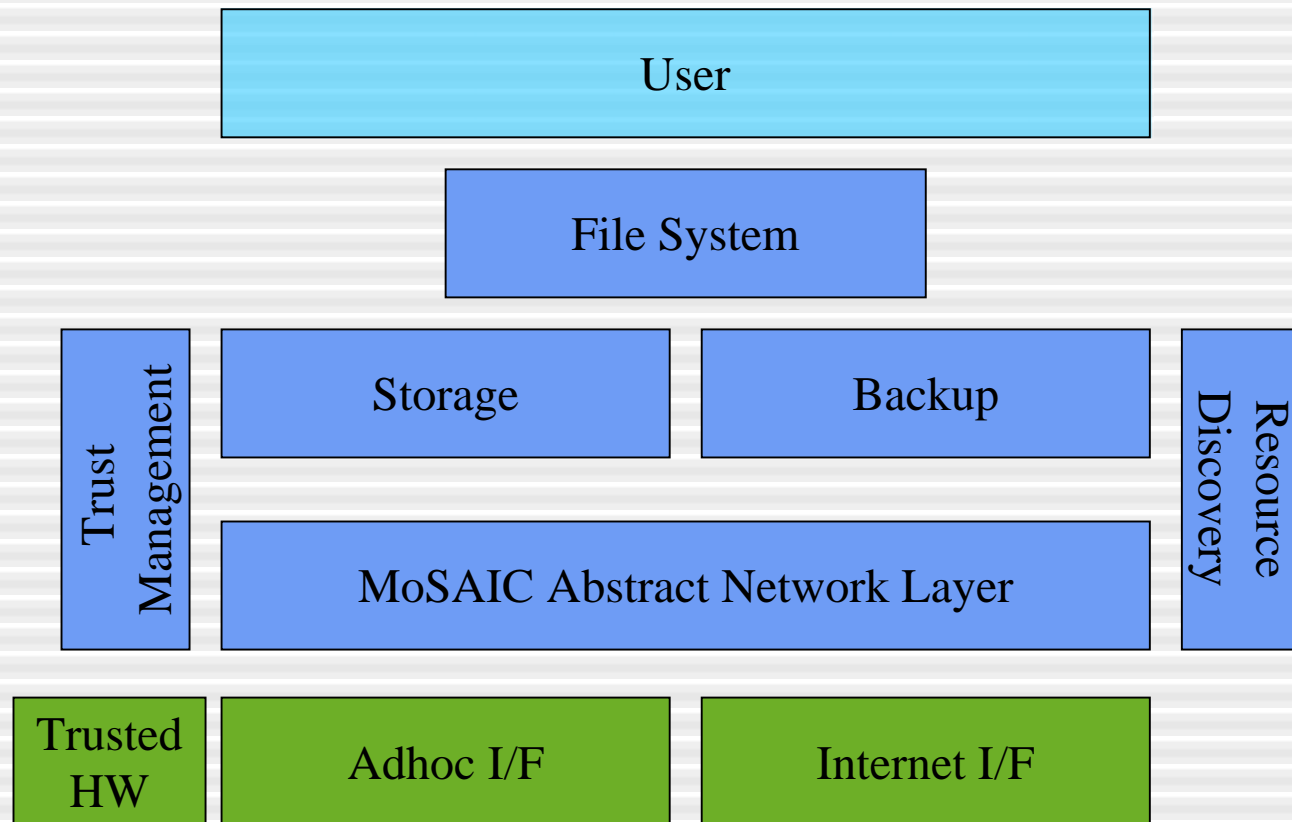 User
File System
Trust
Management
Storage
Backup
Resource
Discovery
MoSAIC Abstract Network Layer
Trusted
HW
Adhoc I/F
Internet I/F